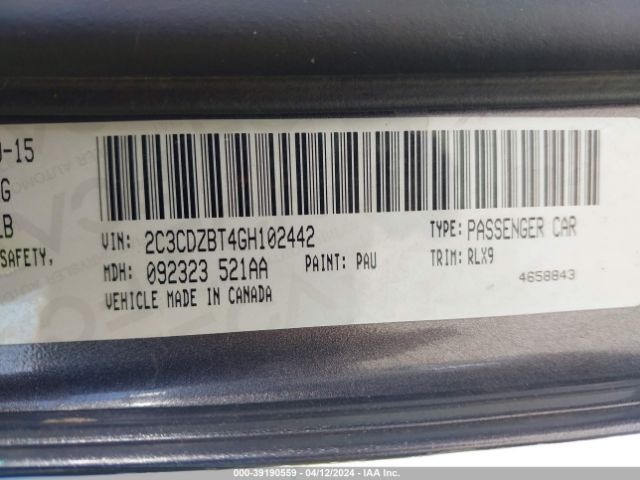 -15
G
LB
SAFETY,
VIN: 2C3CDZBT4GH102442
TYPE: PASSENGER CAR
MDH: 092323 521AA
PAINT: PAU
TRIM: RLX9
VEHICLE MADE IN CANADA
4658843
000-39190559 - 04/12/2024 - IAA Inc.